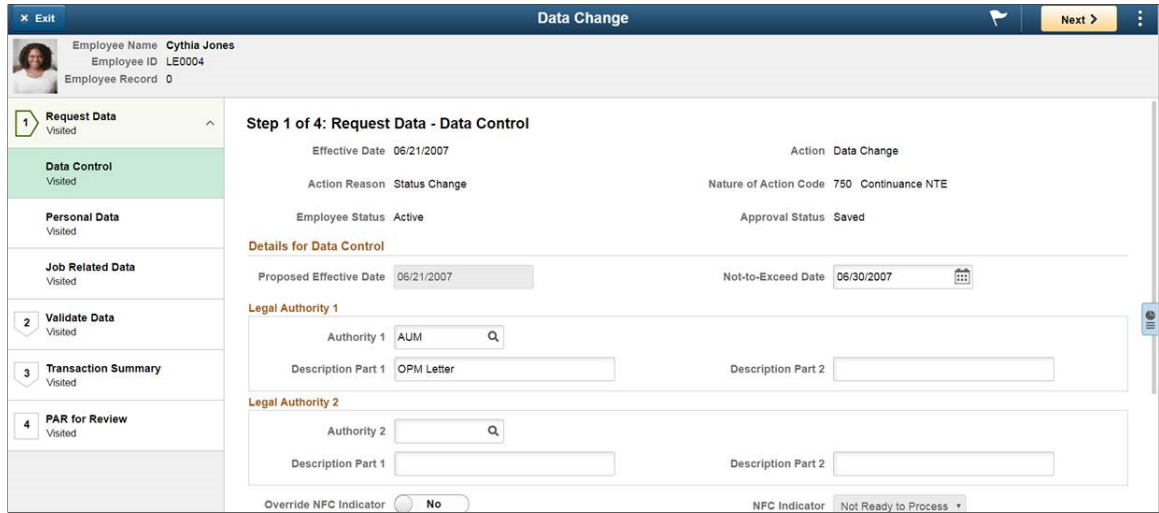 × Exit
Data Change
Next >
Employee Name Cythia Jones
Employee ID LE0004
Employee Record 0
1 Request Data
Visited
Data Control
Visited
Personal Data
Visited
Job Related Data
Visited
2 Validate Data
Visited
3 Transaction Summary
Visited
4 PAR for Review
Visited
Step 1 of 4: Request Data - Data Control
Effective Date 06/21/2007 Action Data Change
Action Reason Status Change Nature of Action Code 750 Continuance NTE
Employee Status Active Approval Status Saved
Details for Data Control
Proposed Effective Date 06/21/2007 Not-to-Exceed Date 06/30/2007
Legal Authority 1
Authority 1 AUM
Description Part 1 OPM Letter Description Part 2
Legal Authority 2
Authority 2
Description Part 1 Description Part 2
Override NFC Indicator No NFC Indicator Not Ready to Process